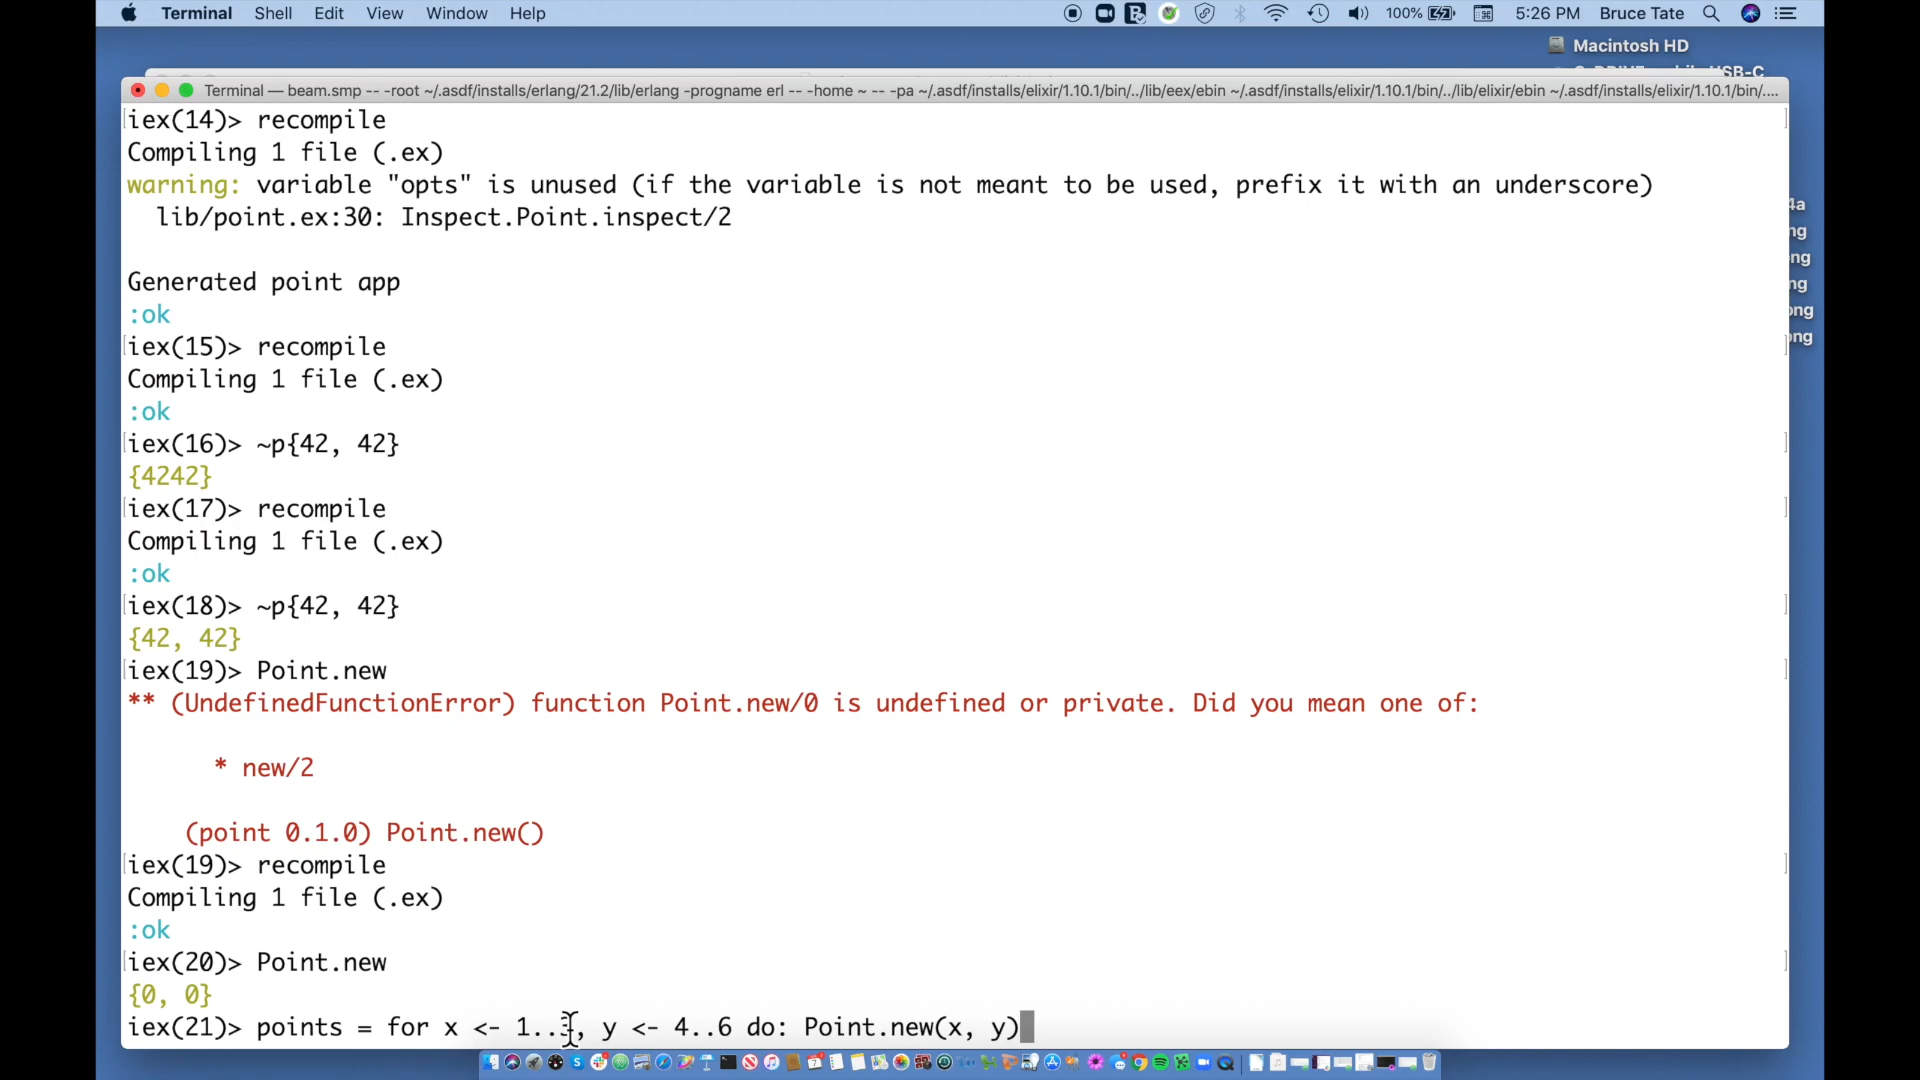 Terminal Shell Edit View Window Help 100% 5:26 PM Bruce Tate
Macintosh HD
USB-C
Terminal — beam.smp -- -root ~/.asdf/installs/erlang/21.2/lib/erlang -progname erl -- -home ~ -- -pa ~/.asdf/installs/elixir/1.10.1/bin/../lib/eex/ebin ~/.asdf/installs/elixir/1.10.1/bin/../lib/elixir/ebin ~/.asdf/installs/elixir/1.10.1/bin/....
iex(14)> recompile
Compiling 1 file (.ex)
warning: variable "opts" is unused (if the variable is not meant to be used, prefix it with an underscore)
lib/point.ex:30: Inspect.Point.inspect/2
Generated point app
:ok
iex(15)> recompile
Compiling 1 file (.ex)
:ok
iex(16)> ~p{42, 42}
{4242}
iex(17)> recompile
Compiling 1 file (.ex)
:ok
iex(18)> ~p{42, 42}
{42, 42}
iex(19)> Point.new
** (UndefinedFunctionError) function Point.new/0 is undefined or private. Did you mean one of:
* new/2
(point 0.1.0) Point.new()
iex(19)> recompile
Compiling 1 file (.ex)
:ok
iex(20)> Point.new
{0, 0}
iex(21)> points = for x <- 1..3, y <- 4..6 do: Point.new(x, y)